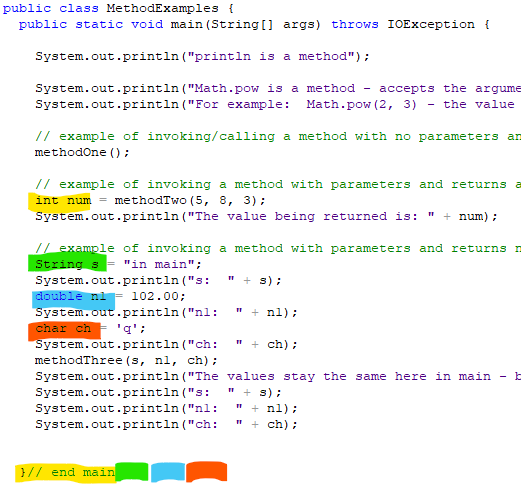 public class MethodExamples {
public static void main(String[] args) throws IOException {
System.out.println("println is a method");
System.out.println("Math.pow is a method - accepts the argume
System.out.println("For example:  Math.pow(2, 3) - the value
// example of invoking/calling a method with no parameters an
methodOne();
// example of invoking a method with parameters and returns a
int num = methodTwo(5, 8, 3);
System.out.println("The value being returned is: " + num);
// example of invoking a method with parameters and returns n
String s = "in main";
System.out.println("s:  " + s);
double n1 = 102.00;
System.out.println("n1:  " + n1);
char ch = 'q';
System.out.println("ch:  " + ch);
methodThree(s, n1, ch);
System.out.println("The values stay the same here in main - b
System.out.println("s:  " + s);
System.out.println("n1:  " + n1);
System.out.println("ch:  " + ch);
}// end main